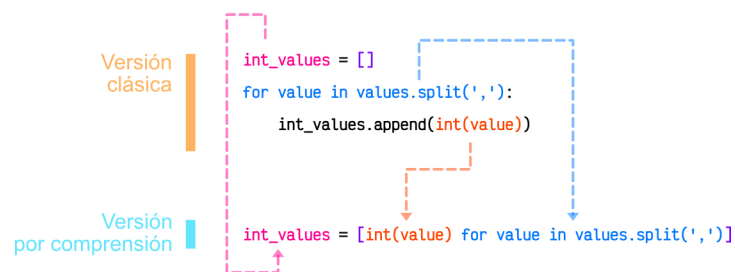 Versión
clásica
int_values = []
for value in values.split(','):
int_values.append(int(value))
Versión
por comprensión
int_values = [int(value) for value in values.split(',')]